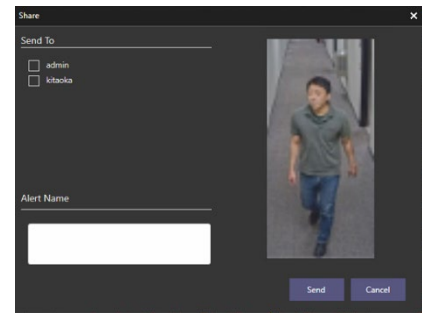 Share
Send To
admin
kitaoka
Alert Name
Send
Cancel